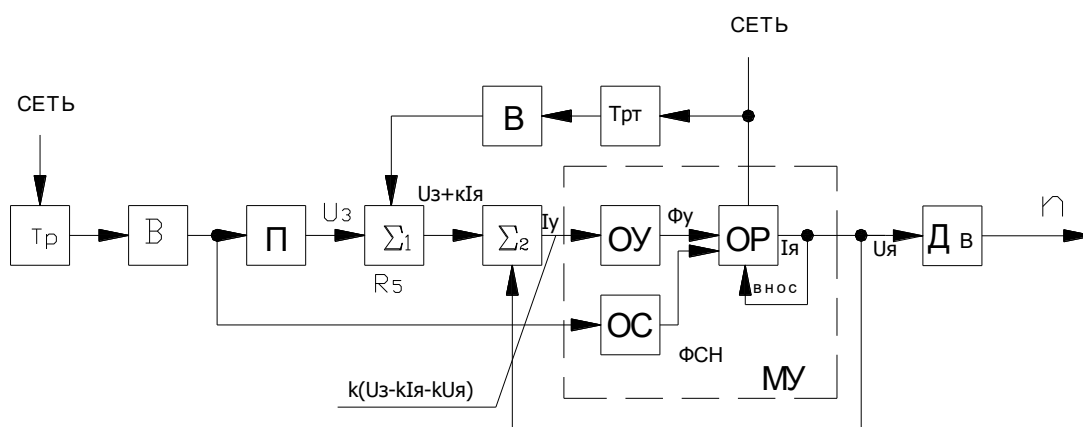 СЕТЬ
СЕТЬ
В
Трт
Uз+кIя
Тр
В
П
Uз
Σ1
R5
Σ2
Iу
ОУ
Фу
ОР
Iя
внос
Uя
Д в
n
ОС
ФСН
МУ
k(Uз-kIя-kUя)